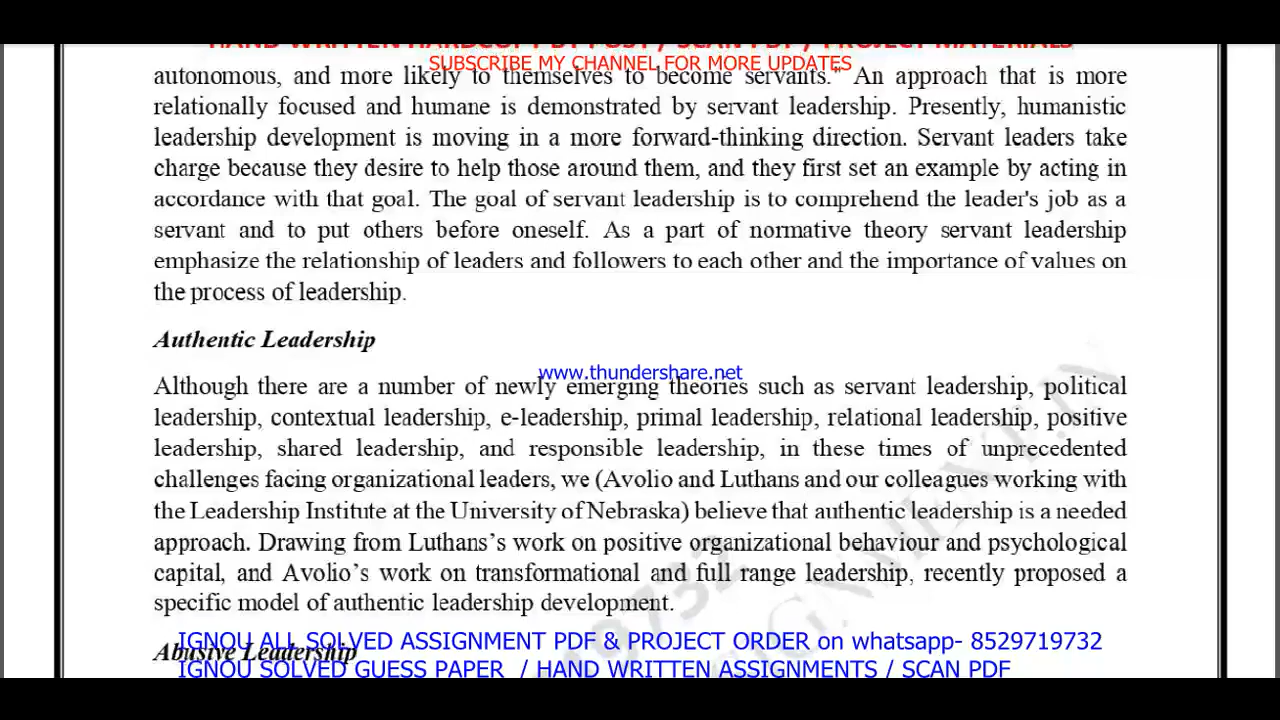 HAND WRITTEN HARDCOPY BY POST / SCAN PDF / PROJECT MATERIALS
SUBSCRIBE MY CHANNEL FOR MORE UPDATES
autonomous, and more likely to themselves to become servants." An approach that is more
relationally focused and humane is demonstrated by servant leadership. Presently, humanistic
leadership development is moving in a more forward-thinking direction. Servant leaders take
charge because they desire to help those around them, and they first set an example by acting in
accordance with that goal. The goal of servant leadership is to comprehend the leader's job as a
servant and to put others before oneself. As a part of normative theory servant leadership
emphasize the relationship of leaders and followers to each other and the importance of values on
the process of leadership.
Authentic Leadership
www.thundershare.net
Although there are a number of newly emerging theories such as servant leadership, political
leadership, contextual leadership, e-leadership, primal leadership, relational leadership, positive
leadership, shared leadership, and responsible leadership, in these times of unprecedented
challenges facing organizational leaders, we (Avolio and Luthans and our colleagues working with
the Leadership Institute at the University of Nebraska) believe that authentic leadership is a needed
approach. Drawing from Luthans’s work on positive organizational behaviour and psychological
capital, and Avolio’s work on transformational and full range leadership, recently proposed a
specific model of authentic leadership development.
IGNOU ALL SOLVED ASSIGNMENT PDF & PROJECT ORDER on whatsapp- 8529719732
Abusive Leadership
IGNOU SOLVED GUESS PAPER / HAND WRITTEN ASSIGNMENTS / SCAN PDF